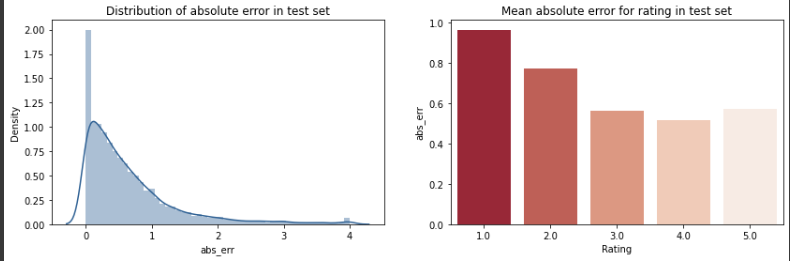 Distribution of absolute error in test set
2.00
1.75
1.50
1.25
1.00
0.75
0.50
0.25
0.00
Density
0 1 2 3 4
abs_err
Mean absolute error for rating in test set
1.0
0.8
0.6
0.4
0.2
0.0
abs_err
1.0 2.0 3.0 4.0 5.0
Rating